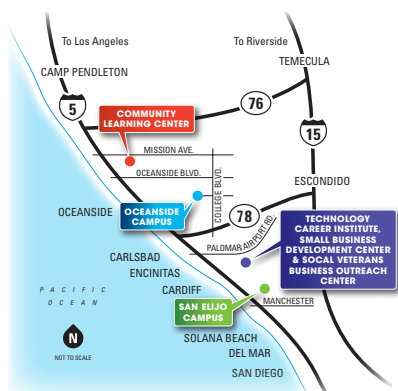 To Los Angeles
To Riverside
TEMECULA
CAMP PENDLETON
5
76
COMMUNITY
LEARNING CENTER
15
MISSION AVE.
OCEANSIDE BLVD.
COLLEGE BLVD.
ESCONDIDO
OCEANSIDE
OCEANSIDE
CAMPUS
78
TECHNOLOGY
CAREER INSTITUTE,
SMALL BUSINESS
DEVELOPMENT CENTER
& SOCAL VETERANS
BUSINESS OUTREACH
CENTER
PALOMAR AIRPORT RD.
CARLSBAD
ENCINITAS
PACIFIC
OCEAN
CARDIFF
SAN ELIJO
CAMPUS
MANCHESTER
N
NOT TO SCALE
SOLANA BEACH
DEL MAR
SAN DIEGO